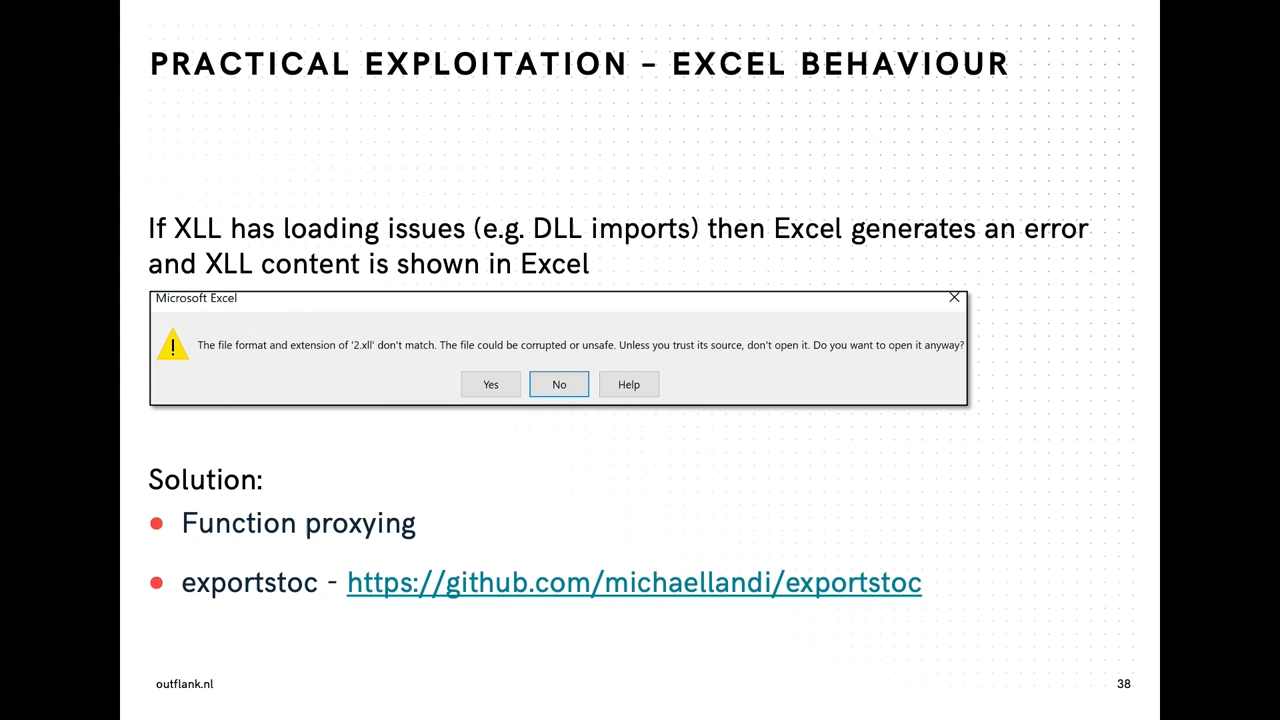 PRACTICAL EXPLOITATION – EXCEL BEHAVIOUR
If XLL has loading issues (e.g. DLL imports) then Excel generates an error
and XLL content is shown in Excel
Microsoft Excel
The file format and extension of '2.xll' don't match. The file could be corrupted or unsafe. Unless you trust its source, don't open it. Do you want to open it anyway?
Yes No Help
Solution:
● Function proxying
● exportstoc - https://github.com/michaellandi/exportstoc
outflank.nl
38